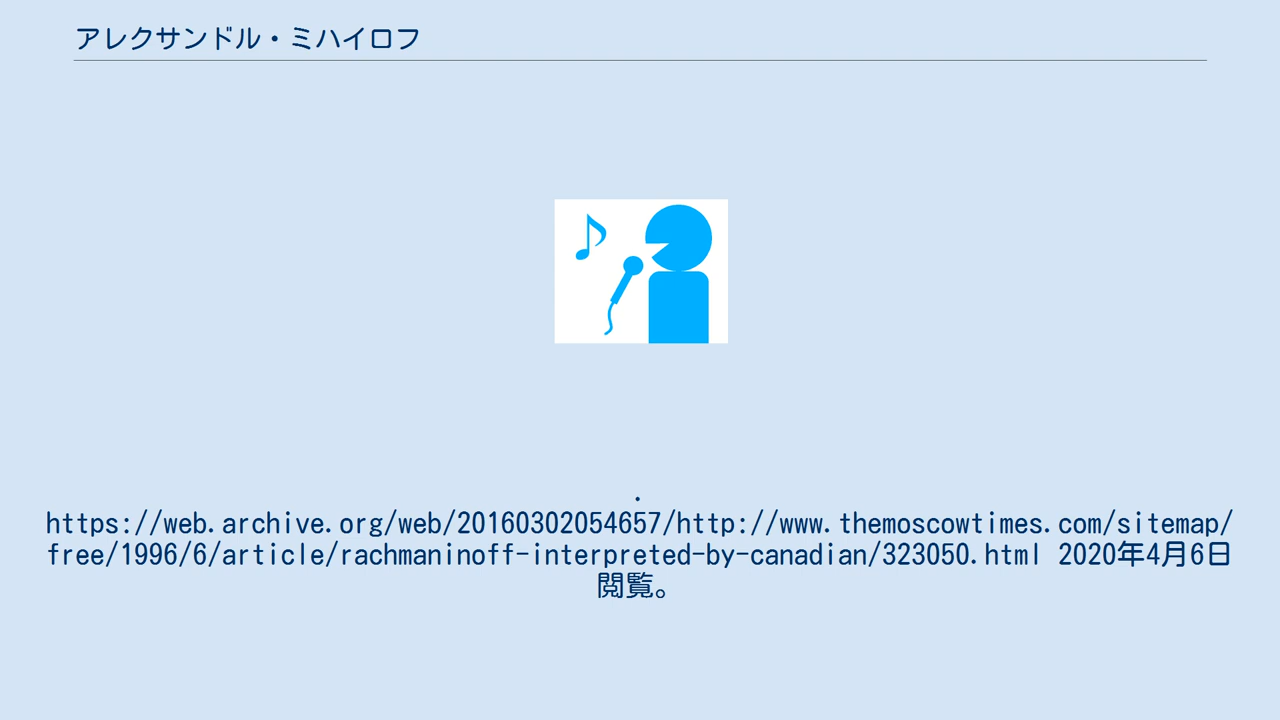 アレクサンドル・ミハイロフ
.
https://web.archive.org/web/20160302054657/http://www.themoscowtimes.com/sitemap/
free/1996/6/article/rachmaninoff-interpreted-by-canadian/323050.html 2020年4月6日
閲覧。